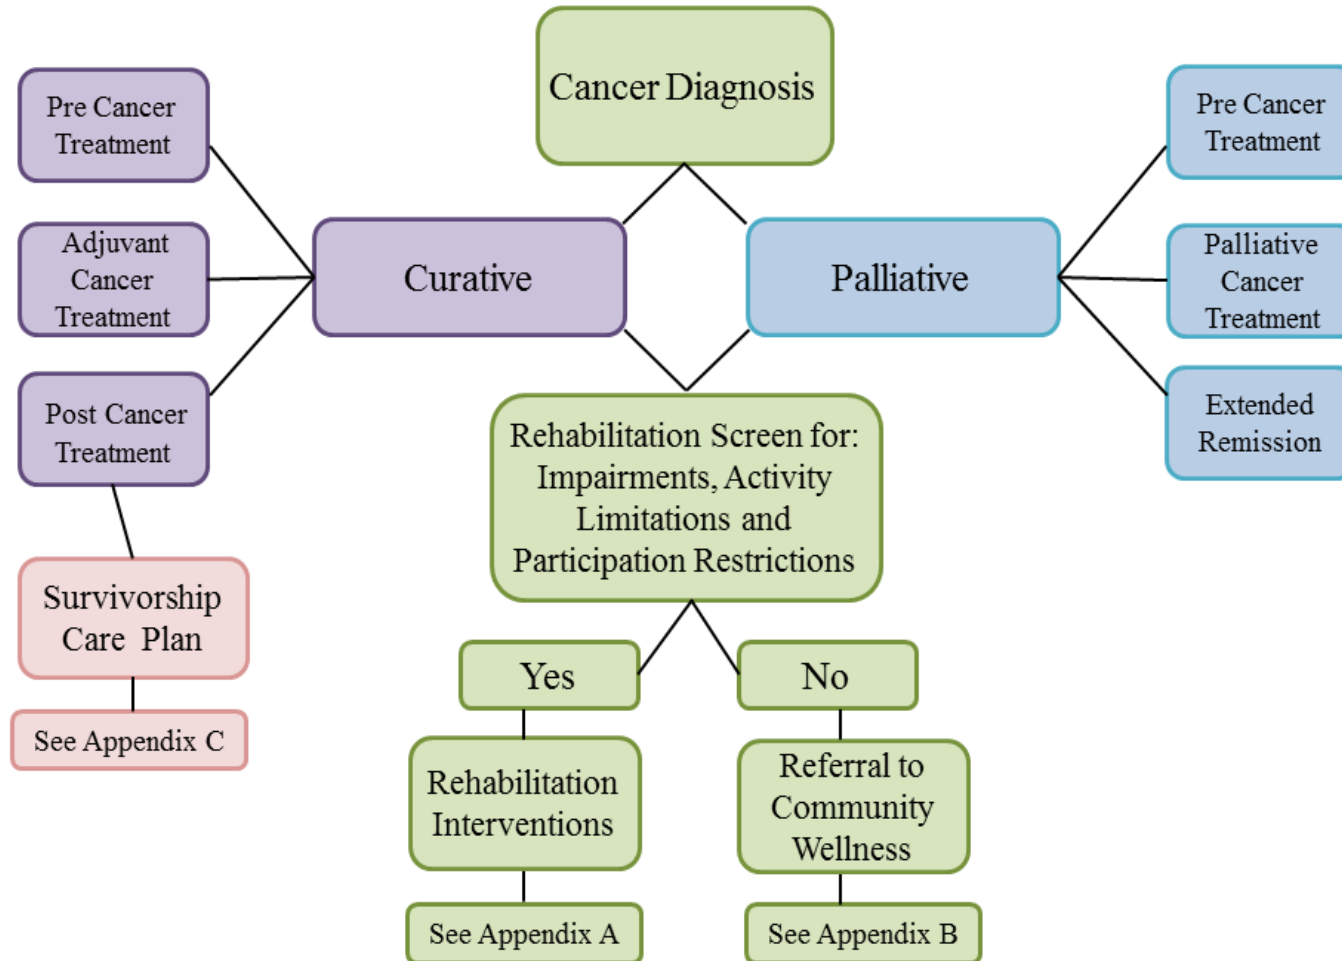 Cancer Diagnosis
Pre Cancer
Treatment
Adjuvant
Cancer
Treatment
Post Cancer
Treatment
Curative
Palliative
Pre Cancer
Treatment
Palliative
Cancer
Treatment
Extended
Remission
Rehabilitation Screen for:
Impairments, Activity
Limitations and
Participation Restrictions
Survivorship
Care Plan
See Appendix C
Yes
No
Rehabilitation
Interventions
Referral to
Community
Wellness
See Appendix A
See Appendix B